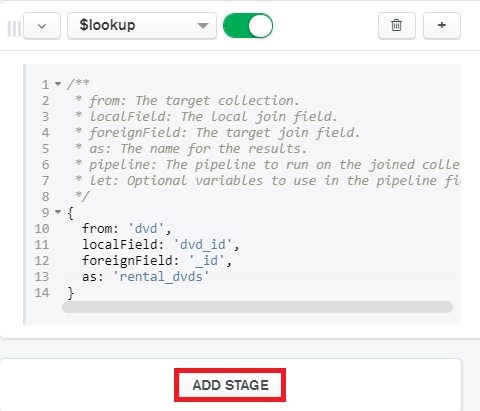 $lookup
1 /**
2 * from: The target collection.
3 * localField: The local join field.
4 * foreignField: The target join field.
5 * as: The name for the results.
6 * pipeline: The pipeline to run on the joined colle
7 * let: Optional variables to use in the pipeline fi
8 */
9 {
10 from: 'dvd',
11 localField: 'dvd_id',
12 foreignField: '_id',
13 as: 'rental_dvds'
14 }
ADD STAGE